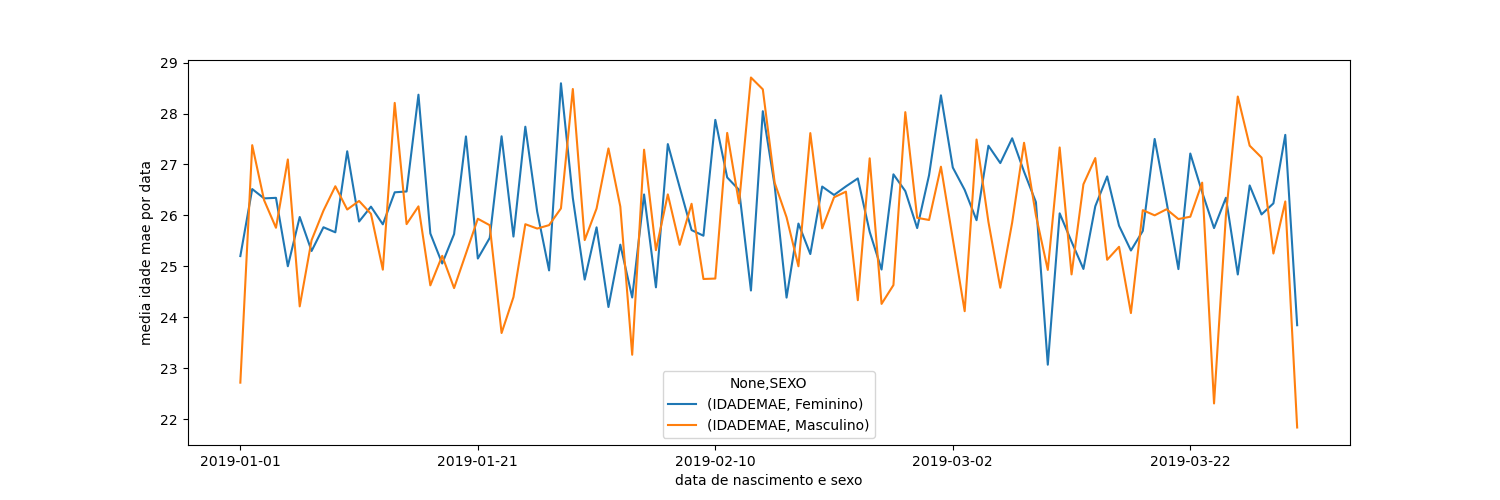 media idade mae por data
29
28
27
26
25
24
23
22
None,SEXO
(IDADEMAE, Feminino)
(IDADEMAE, Masculino)
2019-01-01
2019-01-21
2019-02-10
2019-03-02
2019-03-22
data de nascimento e sexo